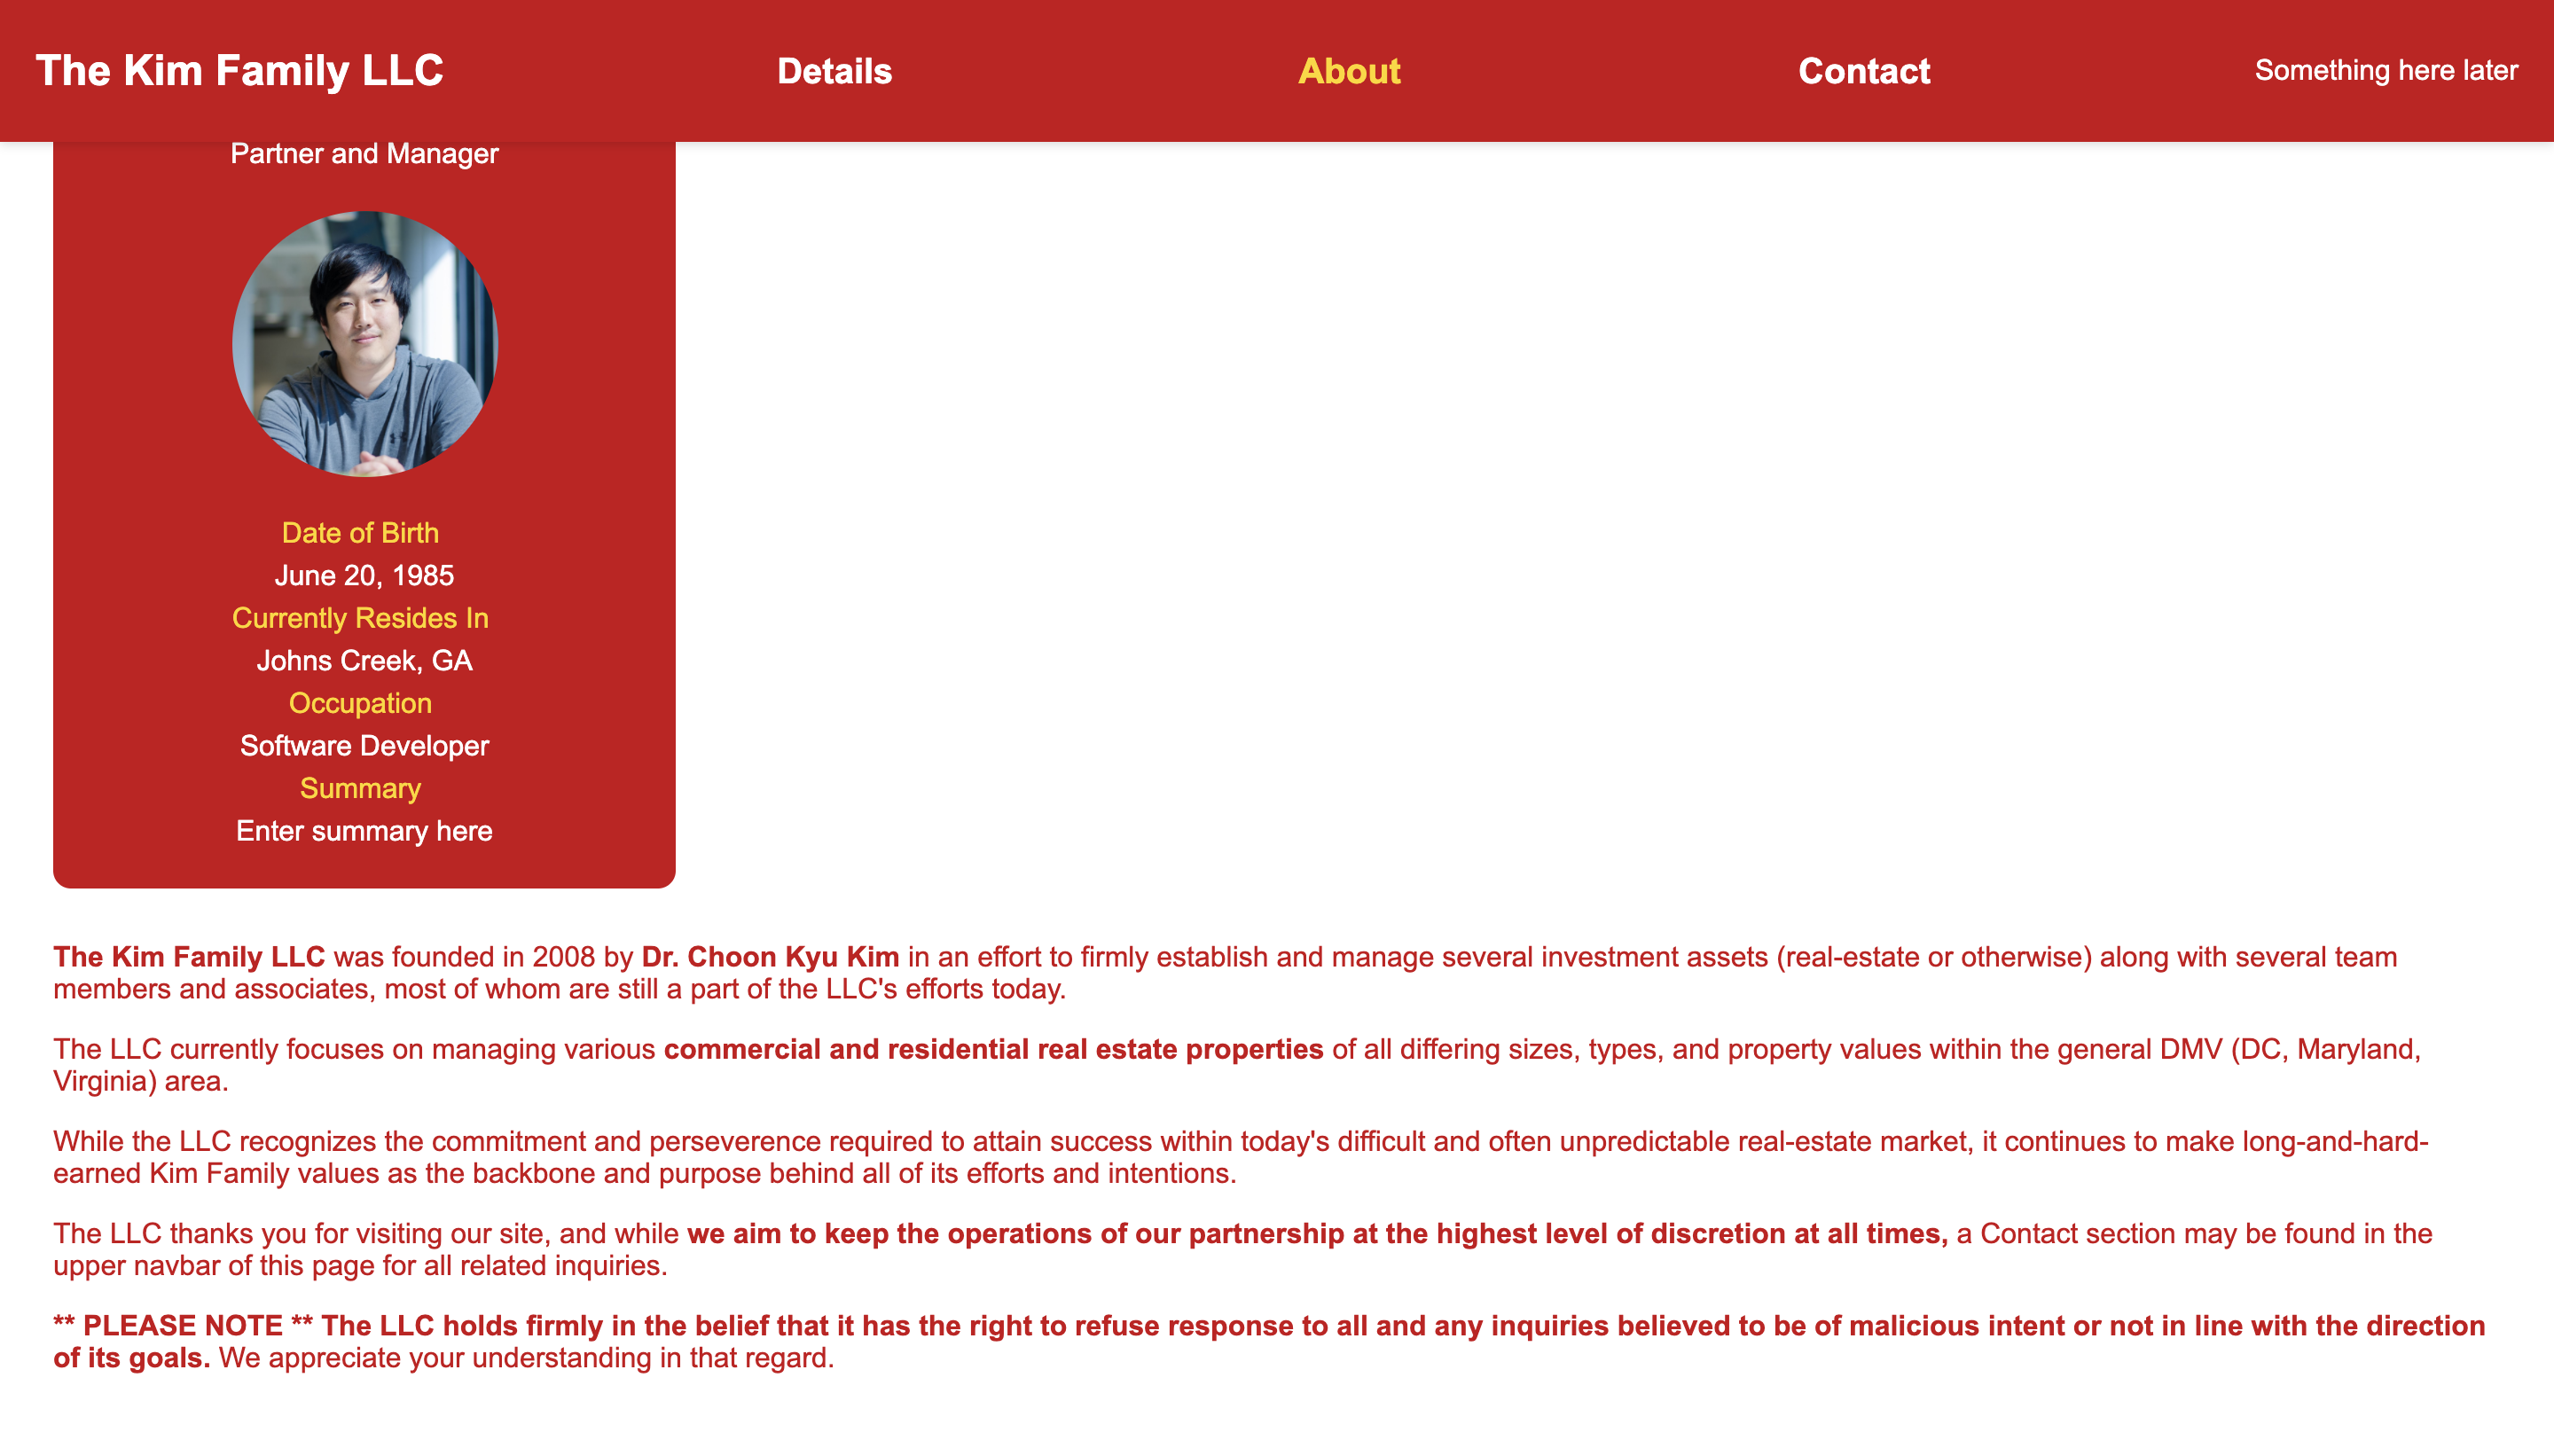 The Kim Family LLC
Details
About
Contact
Something here later
Partner and Manager
Date of Birth
June 20, 1985
Currently Resides In
Johns Creek, GA
Occupation
Software Developer
Summary
Enter summary here
The Kim Family LLC was founded in 2008 by Dr. Choon Kyu Kim in an effort to firmly establish and manage several investment assets (real-estate or otherwise) along with several team
members and associates, most of whom are still a part of the LLC's efforts today.
The LLC currently focuses on managing various commercial and residential real estate properties of all differing sizes, types, and property values within the general DMV (DC, Maryland,
Virginia) area.
While the LLC recognizes the commitment and perseverence required to attain success within today's difficult and often unpredictable real-estate market, it continues to make long-and-hard-
earned Kim Family values as the backbone and purpose behind all of its efforts and intentions.
The LLC thanks you for visiting our site, and while we aim to keep the operations of our partnership at the highest level of discretion at all times, a Contact section may be found in the
upper navbar of this page for all related inquiries.
** PLEASE NOTE ** The LLC holds firmly in the belief that it has the right to refuse response to all and any inquiries believed to be of malicious intent or not in line with the direction
of its goals. We appreciate your understanding in that regard.